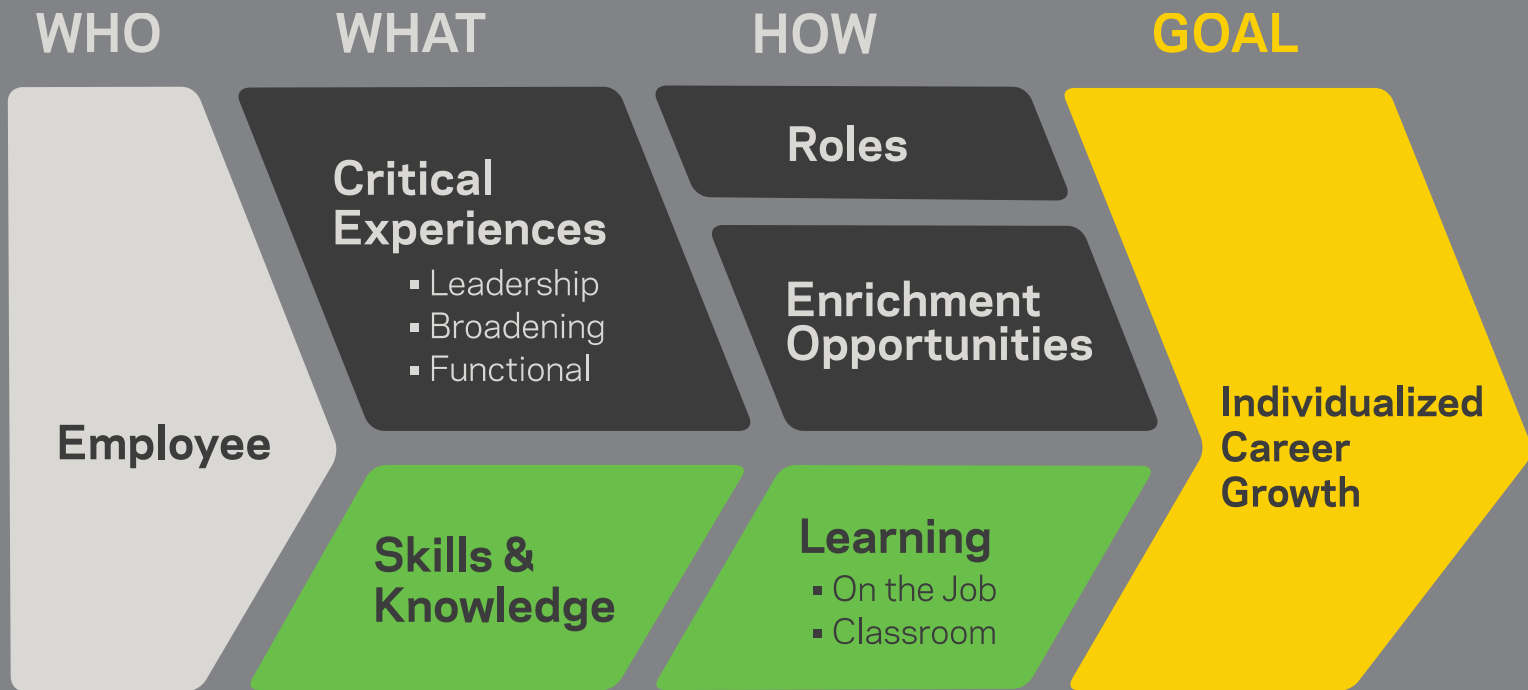 WHO
WHAT
HOW
GOAL
Employee
Critical
Experiences
▪ Leadership
▪ Broadening
▪ Functional
Skills &
Knowledge
Roles
Enrichment
Opportunities
Learning
▪ On the Job
▪ Classroom
Individualized
Career
Growth